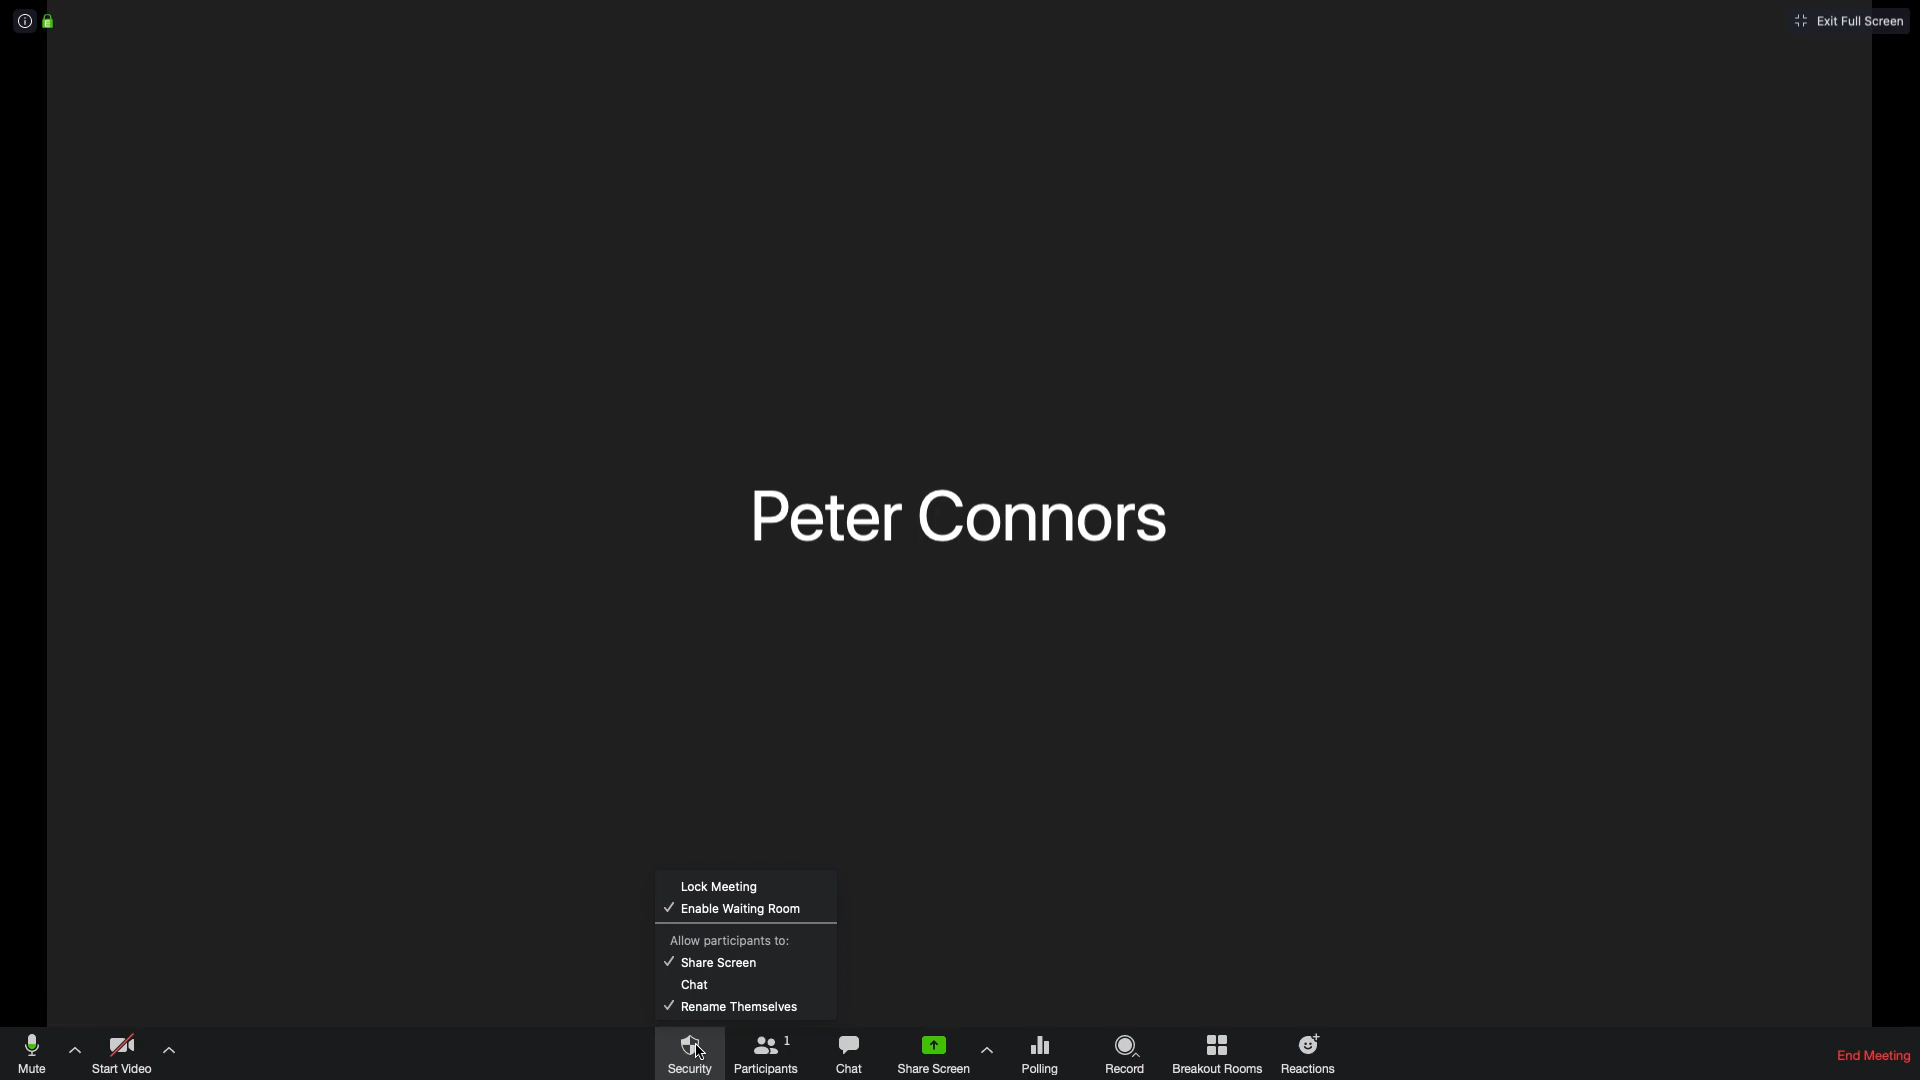 Exit Full Screen
Peter Connors
Lock Meeting
Enable Waiting Room
Allow participants to:
Share Screen
Chat
Rename Themselves
Mute
Start Video
Security
Participants
1
Chat
Share Screen
Polling
Record
Breakout Rooms
Reactions
End Meeting